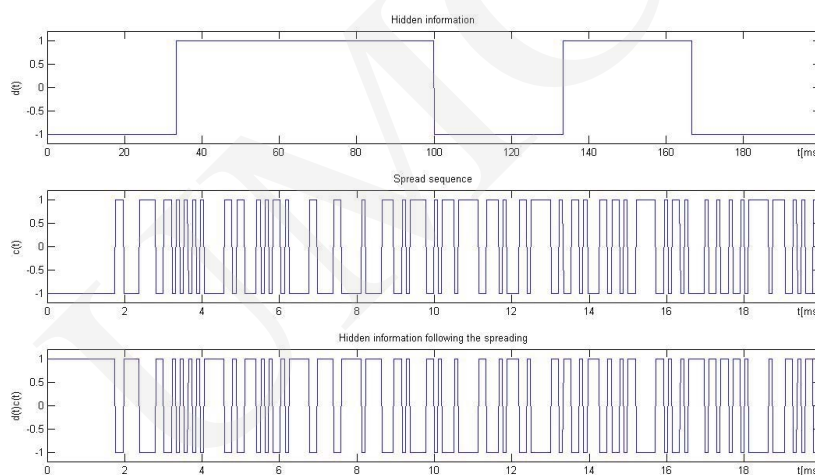 Hidden information
1
0.5
0
-0.5
-1
d(t)
0 20 40 60 80 100 120 140 160 180 t[ms
Spread sequence
1
0.5
0
-0.5
-1
c(t)
0 2 4 6 8 10 12 14 16 18 t[ms
Hidden information following the spreading
1
0.5
0
-0.5
-1
d(t)c(t)
0 2 4 6 8 10 12 14 16 18 t[ms